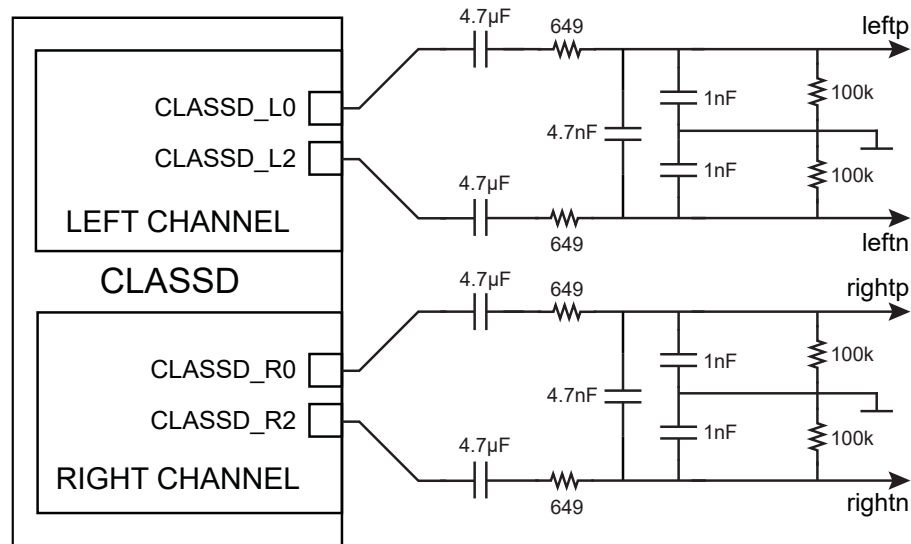 4.7µF
649
leftp
CLASSD_L0
1nF
100k
4.7nF
CLASSD_L2
4.7µF
1nF
100k
LEFT CHANNEL
649
leftn
CLASSD
4.7µF
649
rightp
CLASSD_R0
1nF
100k
4.7nF
CLASSD_R2
4.7µF
1nF
100k
RIGHT CHANNEL
649
rightn